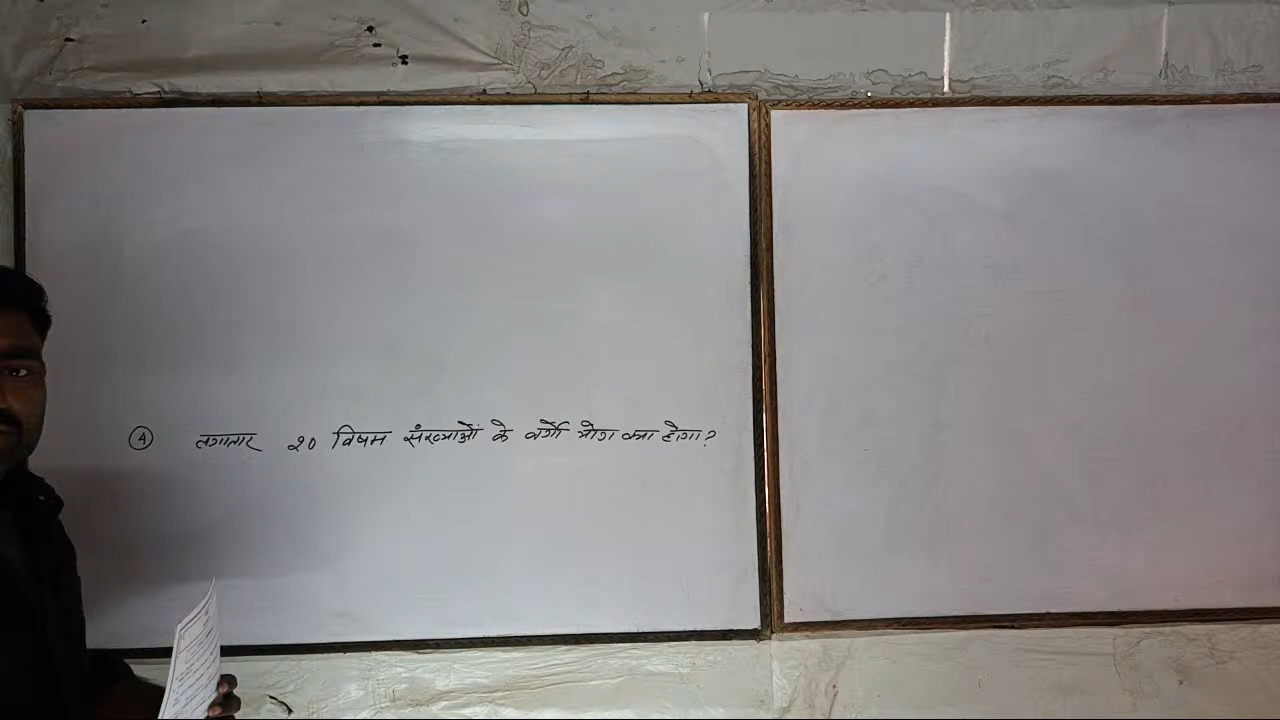 ④ लगातार २० विषम संख्याओं के वर्गो योग क्या होगा?